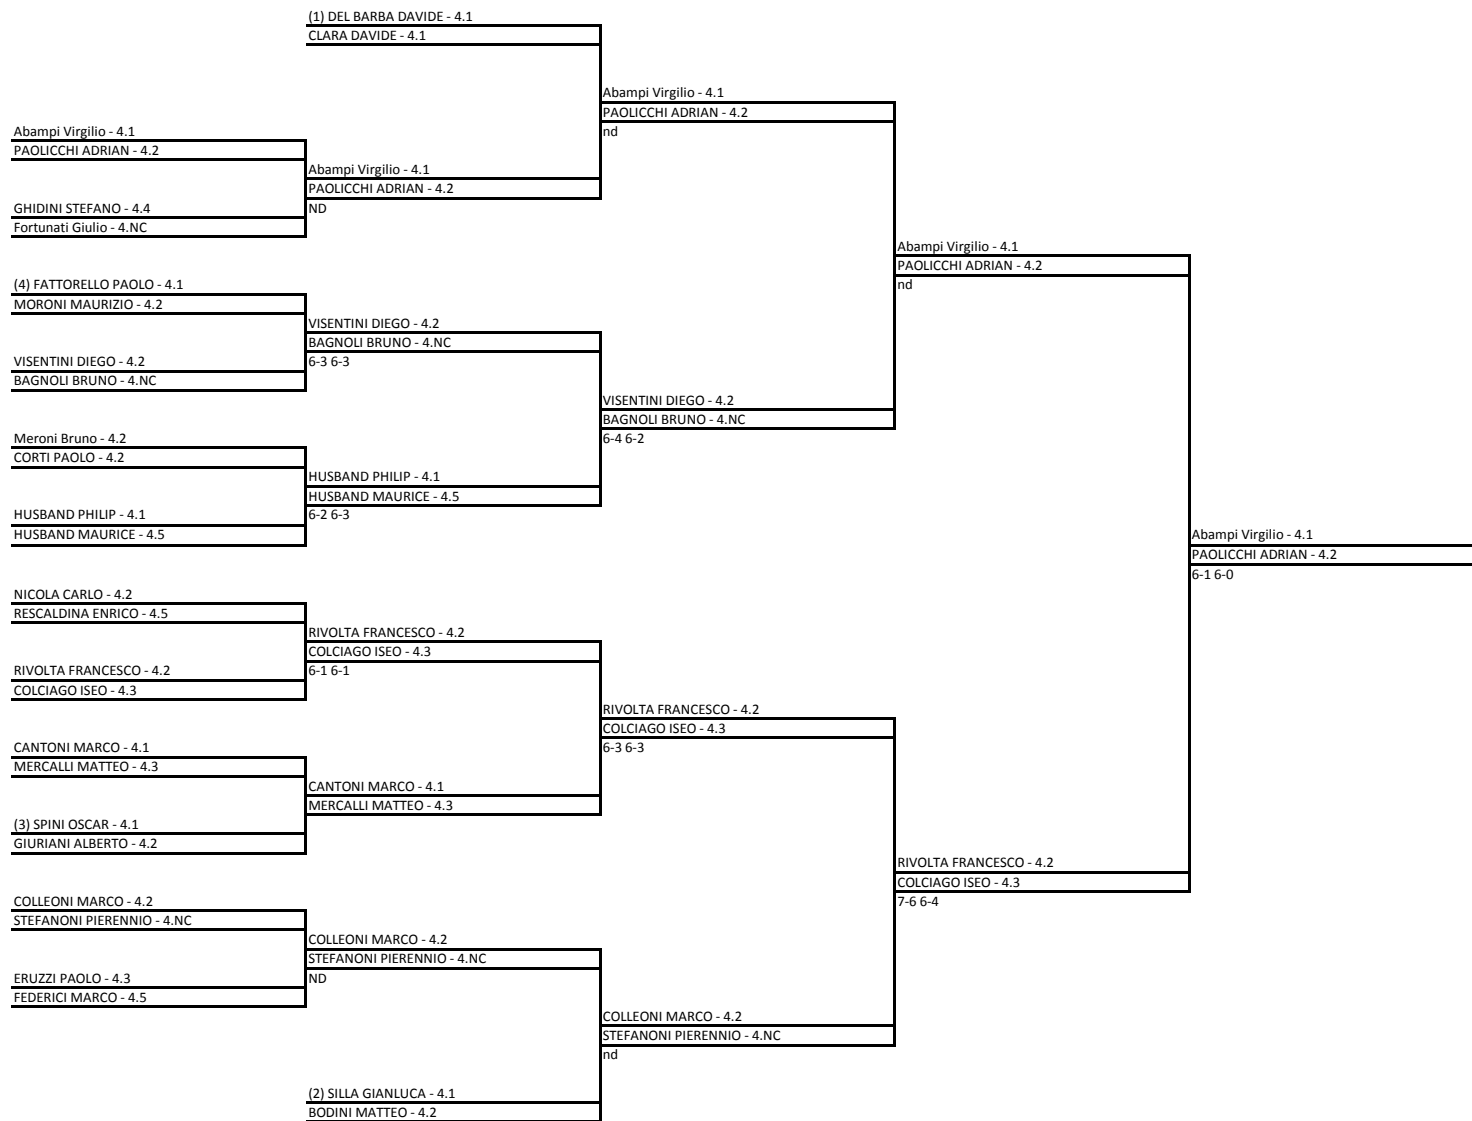 (1) DEL BARBA DAVIDE - 4.1
CLARA DAVIDE - 4.1
Abampi Virgilio - 4.1
PAOLICCHI ADRIAN - 4.2
nd
Abampi Virgilio - 4.1
PAOLICCHI ADRIAN - 4.2
Abampi Virgilio - 4.1
PAOLICCHI ADRIAN - 4.2
ND
GHIDINI STEFANO - 4.4
Fortunati Giulio - 4.NC
Abampi Virgilio - 4.1
PAOLICCHI ADRIAN - 4.2
nd
(4) FATTORELLO PAOLO - 4.1
MORONI MAURIZIO - 4.2
VISENTINI DIEGO - 4.2
BAGNOLI BRUNO - 4.NC
6-3 6-3
VISENTINI DIEGO - 4.2
BAGNOLI BRUNO - 4.NC
VISENTINI DIEGO - 4.2
BAGNOLI BRUNO - 4.NC
6-4 6-2
Meroni Bruno - 4.2
CORTI PAOLO - 4.2
HUSBAND PHILIP - 4.1
HUSBAND MAURICE - 4.5
6-2 6-3
HUSBAND PHILIP - 4.1
HUSBAND MAURICE - 4.5
Abampi Virgilio - 4.1
PAOLICCHI ADRIAN - 4.2
6-1 6-0
NICOLA CARLO - 4.2
RESCALDINA ENRICO - 4.5
RIVOLTA FRANCESCO - 4.2
COLCIAGO ISEO - 4.3
6-1 6-1
RIVOLTA FRANCESCO - 4.2
COLCIAGO ISEO - 4.3
RIVOLTA FRANCESCO - 4.2
COLCIAGO ISEO - 4.3
6-3 6-3
CANTONI MARCO - 4.1
MERCALLI MATTEO - 4.3
CANTONI MARCO - 4.1
MERCALLI MATTEO - 4.3
(3) SPINI OSCAR - 4.1
GIURIANI ALBERTO - 4.2
RIVOLTA FRANCESCO - 4.2
COLCIAGO ISEO - 4.3
7-6 6-4
COLLEONI MARCO - 4.2
STEFANONI PIERENNIO - 4.NC
COLLEONI MARCO - 4.2
STEFANONI PIERENNIO - 4.NC
ND
ERUZZI PAOLO - 4.3
FEDERICI MARCO - 4.5
COLLEONI MARCO - 4.2
STEFANONI PIERENNIO - 4.NC
nd
(2) SILLA GIANLUCA - 4.1
BODINI MATTEO - 4.2